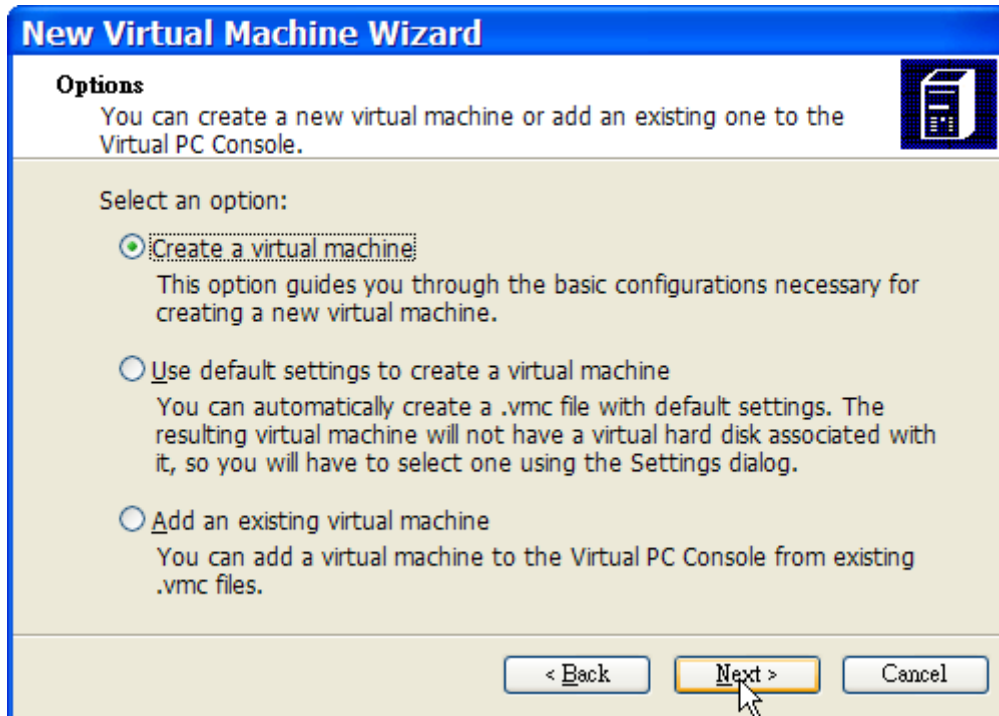 New Virtual Machine Wizard
Options
You can create a new virtual machine or add an existing one to the
Virtual PC Console.
Select an option:
Create a virtual machine
This option guides you through the basic configurations necessary for
creating a new virtual machine.
Use default settings to create a virtual machine
You can automatically create a .vmc file with default settings. The
resulting virtual machine will not have a virtual hard disk associated with
it, so you will have to select one using the Settings dialog.
Add an existing virtual machine
You can add a virtual machine to the Virtual PC Console from existing
.vmc files.
< Back Next > Cancel